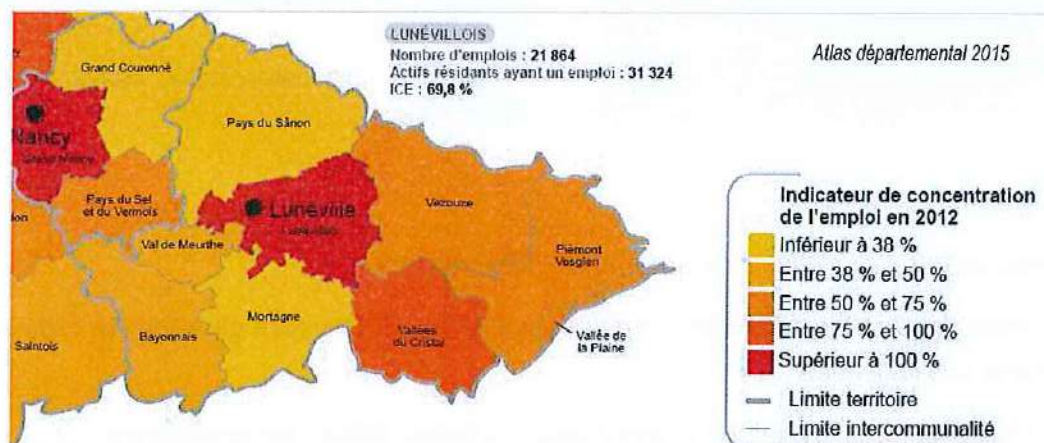 LUNÉVILLOIS
Nombre d'emplois : 21 864
Actifs résidants ayant un emploi : 31 324
ICE : 69,8 %
Atlas départemental 2015
Grand Couronné
Nancy
Grand Nancy
Pays du Sânon
Pays du Sel
et du Vermois
Lunéville
Vezouze
Val de Meurthe
Piémont
Vosgien
Mortagne
Bayonnais
Saintois
Vallées
du Cristal
Vallée de
la Plaine
Indicateur de concentration
de l'emploi en 2012
Inférieur à 38 %
Entre 38 % et 50 %
Entre 50 % et 75 %
Entre 75 % et 100 %
Supérieur à 100 %
Limite territoire
Limite intercommunalité